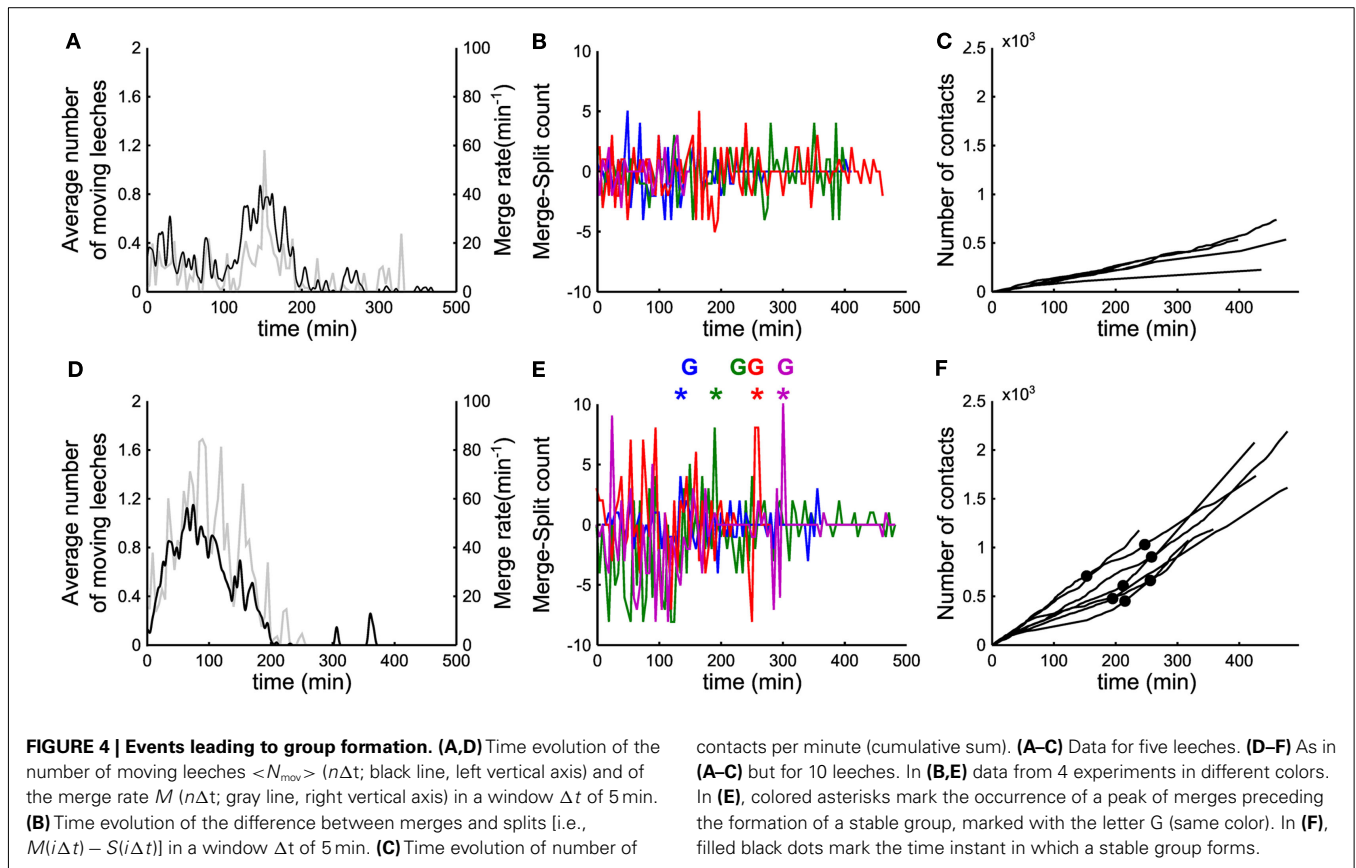 A
2
1.6
1.2
0.8
0.4
0
Average number
of moving leeches
100
80
60
40
20
0
Merge rate(min-1)
0 100 200 300 400 500
time (min)
B
10
5
0
-5
-10
Merge-Split count
0 100 200 300 400 500
time (min)
C
x10³
2.5
2
1.5
1
0.5
0
Number of contacts
0 100 200 300 400
time (min)
D
2
1.6
1.2
0.8
0.4
0
Average number
of moving leeches
100
80
60
40
20
0
Merge rate(min-1)
0 100 200 300 400 500
time (min)
E
G GG G
* * * *
10
5
0
-5
-10
Merge-Split count
0 100 200 300 400 500
time (min)
F
x10³
2.5
2
1.5
1
0.5
0
Number of contacts
0 100 200 300 400
time (min)
FIGURE 4 | Events leading to group formation. (A,D) Time evolution of the
number of moving leeches <Nmov> (nΔt; black line, left vertical axis) and of
the merge rate M (nΔt; gray line, right vertical axis) in a window Δt of 5 min.
(B) Time evolution of the difference between merges and splits [i.e.,
M(iΔt) – S(iΔt)] in a window Δt of 5 min. (C) Time evolution of number of
contacts per minute (cumulative sum). (A–C) Data for five leeches. (D–F) As in
(A–C) but for 10 leeches. In (B,E) data from 4 experiments in different colors.
In (E), colored asterisks mark the occurrence of a peak of merges preceding
the formation of a stable group, marked with the letter G (same color). In (F),
filled black dots mark the time instant in which a stable group forms.